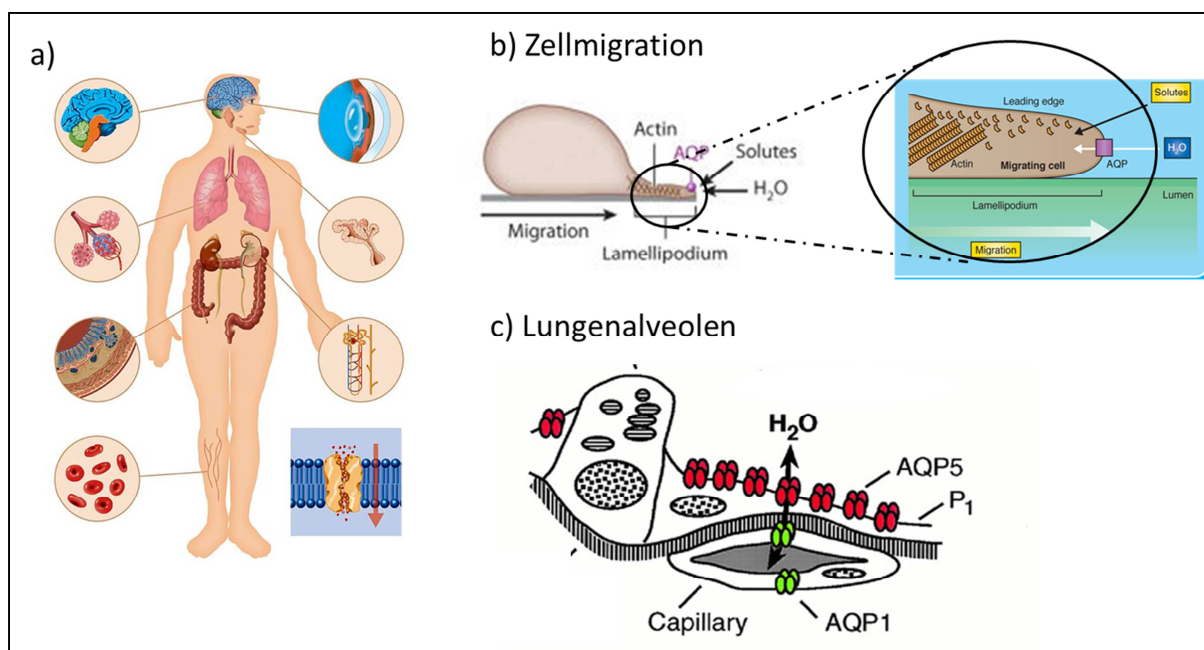 a)
b) Zellmigration
Actin
AQP
Solutes
H₂O
Migration
Lamellipodium
Leading edge
Solutes
H₂O
Actin
Migrating cell
AQP
Lamellipodium
Lumen
Migration
c) Lungenalveolen
H₂O
AQP5
P₁
Capillary
AQP1